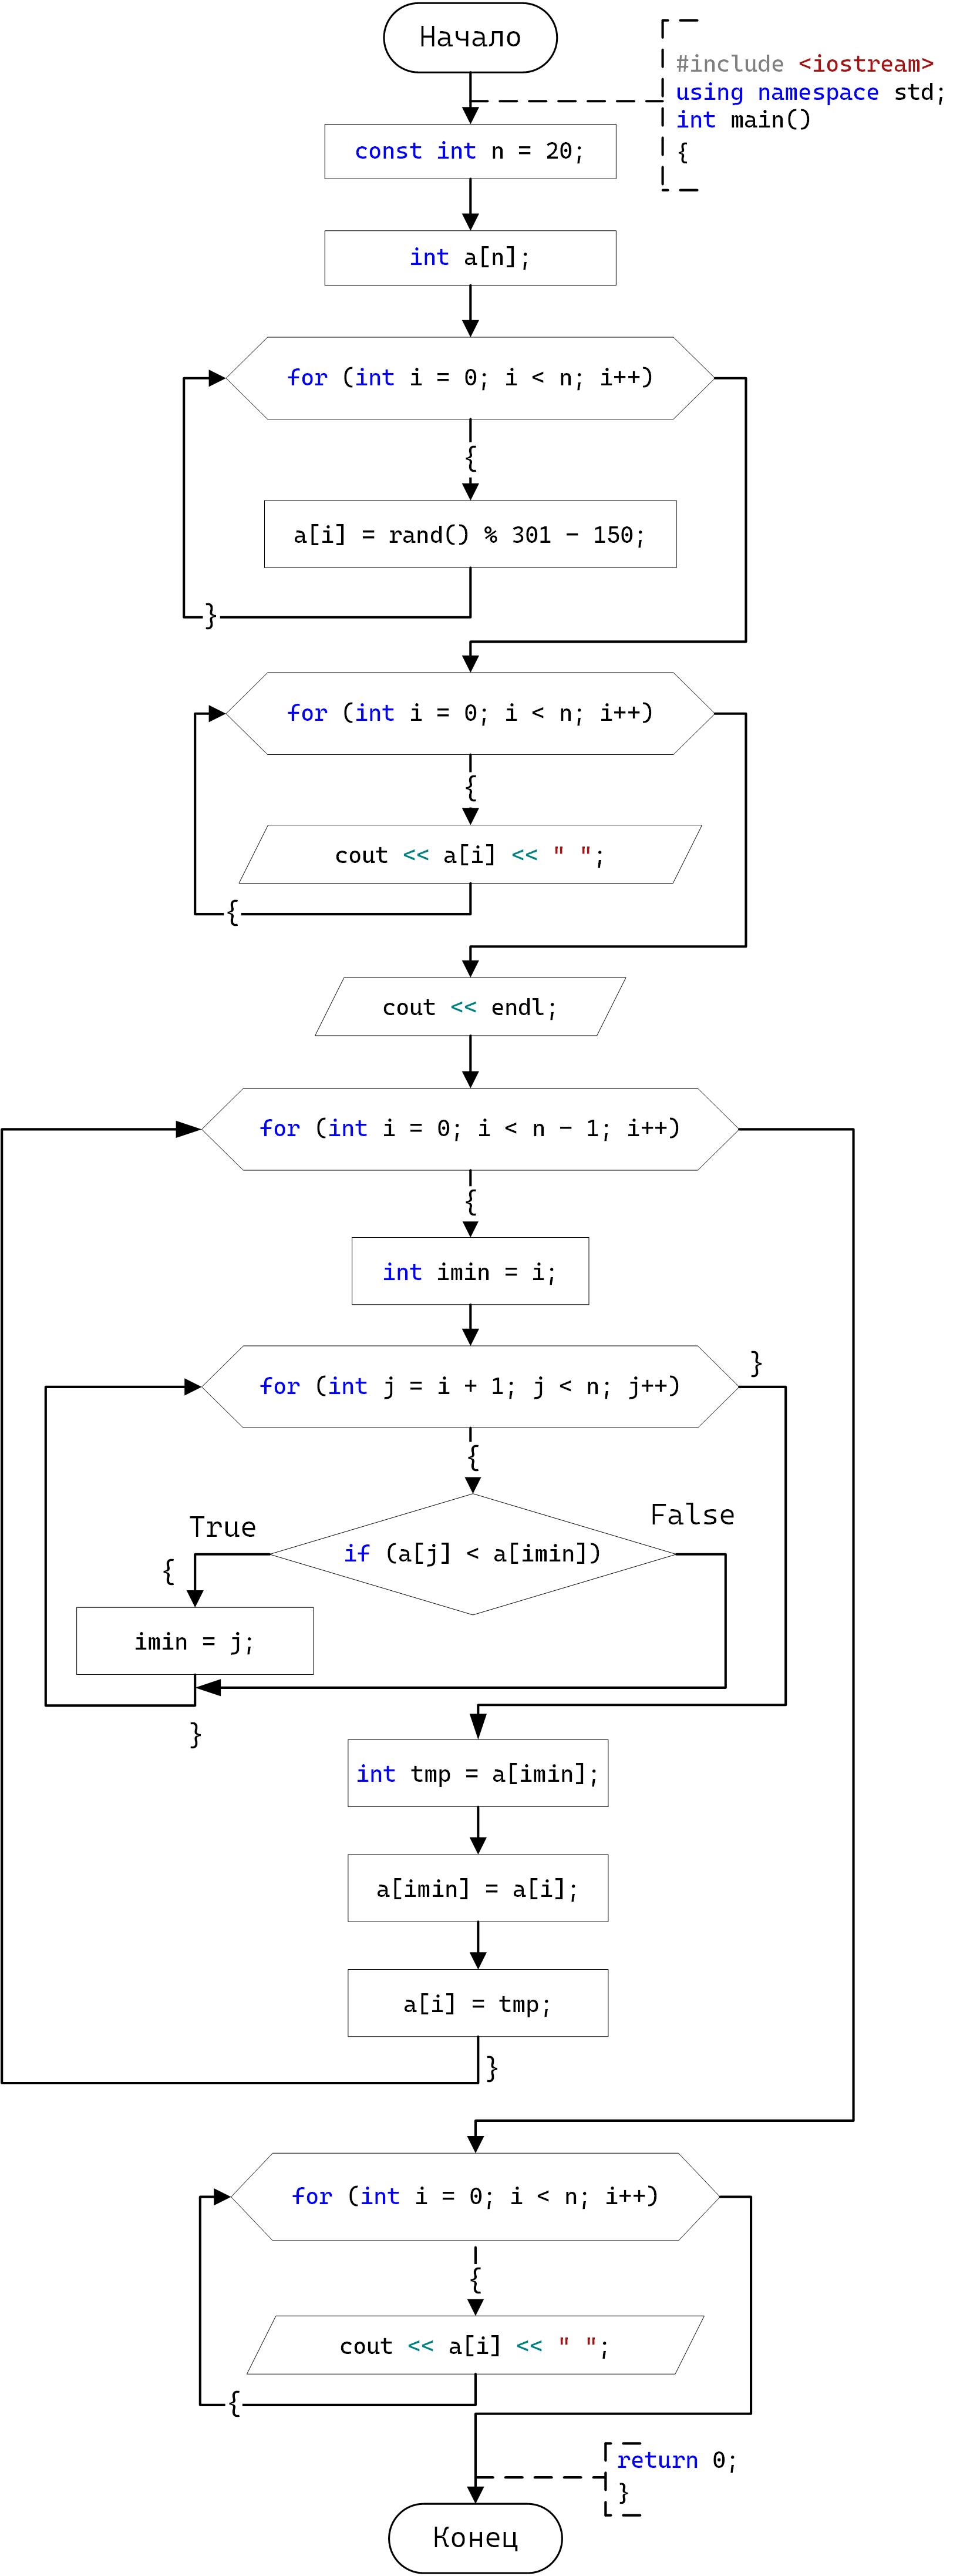 Начало
#include <iostream>
using namespace std;
int main()
{
const int n = 20;
int a[n];
for (int i = 0; i < n; i++)
{
a[i] = rand() % 301 - 150;
}
for (int i = 0; i < n; i++)
{
cout << a[i] << " ";
{
cout << endl;
for (int i = 0; i < n - 1; i++)
{
int imin = i;
}
for (int j = i + 1; j < n; j++)
{
True
False
if (a[j] < a[imin])
{
imin = j;
}
int tmp = a[imin];
a[imin] = a[i];
a[i] = tmp;
}
for (int i = 0; i < n; i++)
{
cout << a[i] << " ";
{
return 0;
}
Конец